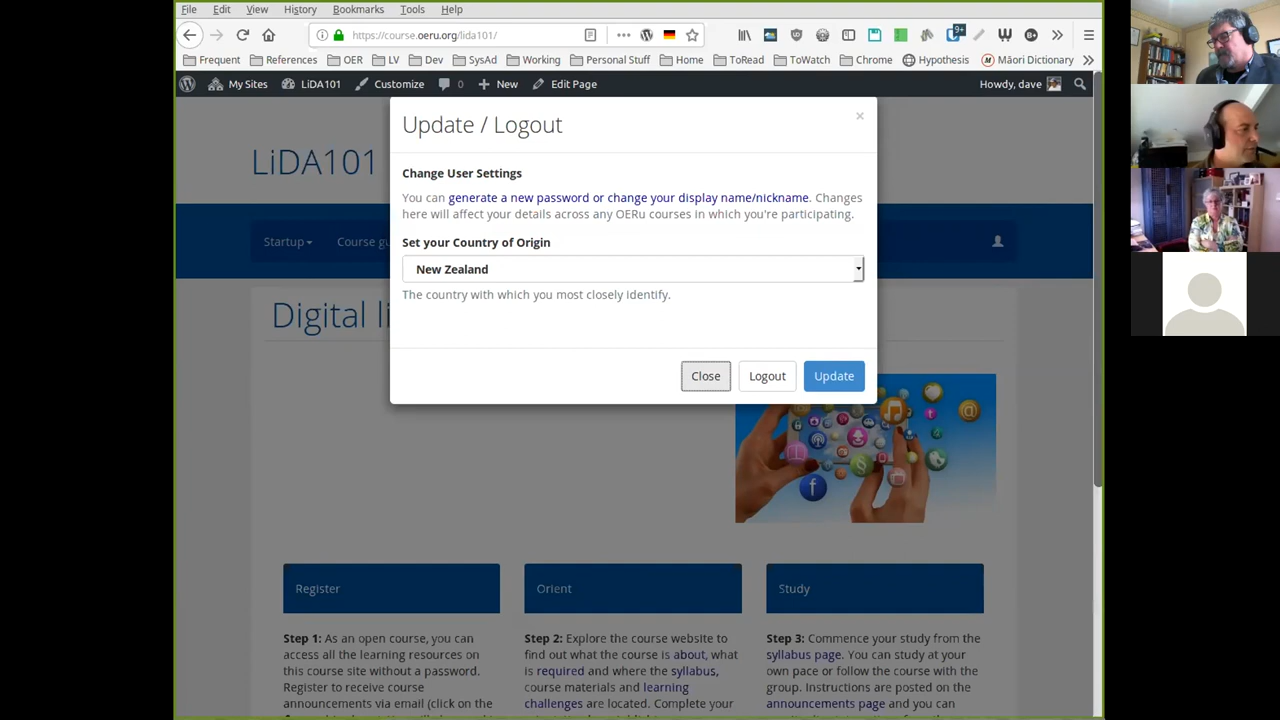 File Edit View History Bookmarks Tools Help
https://course.oeru.org/lida101/
9+
Frequent References OER LV Dev SysAd Working Personal Stuff Home ToRead ToWatch Chrome Hypothesis Māori Dictionary
My Sites LiDA101 Customize 0 New Edit Page Howdy, dave
Update / Logout ×
LiDA101
Change User Settings
You can generate a new password or change your display name/nickname. Changes
here will affect your details across any OERu courses in which you're participating.
Startup Course gu
Set your Country of Origin
New Zealand
The country with which you most closely identify.
Digital li
Close Logout Update
Register
Step 1: As an open course, you can
access all the learning resources on
this course site without a password.
Register to receive course
announcements via email (click on the
Orient
Step 2: Explore the course website to
find out what the course is about, what
is required and where the syllabus,
course materials and learning
challenges are located. Complete your
Study
Step 3: Commence your study from the
syllabus page. You can study at your
own pace or follow the course with the
group. Instructions are posted on the
announcements page and you can